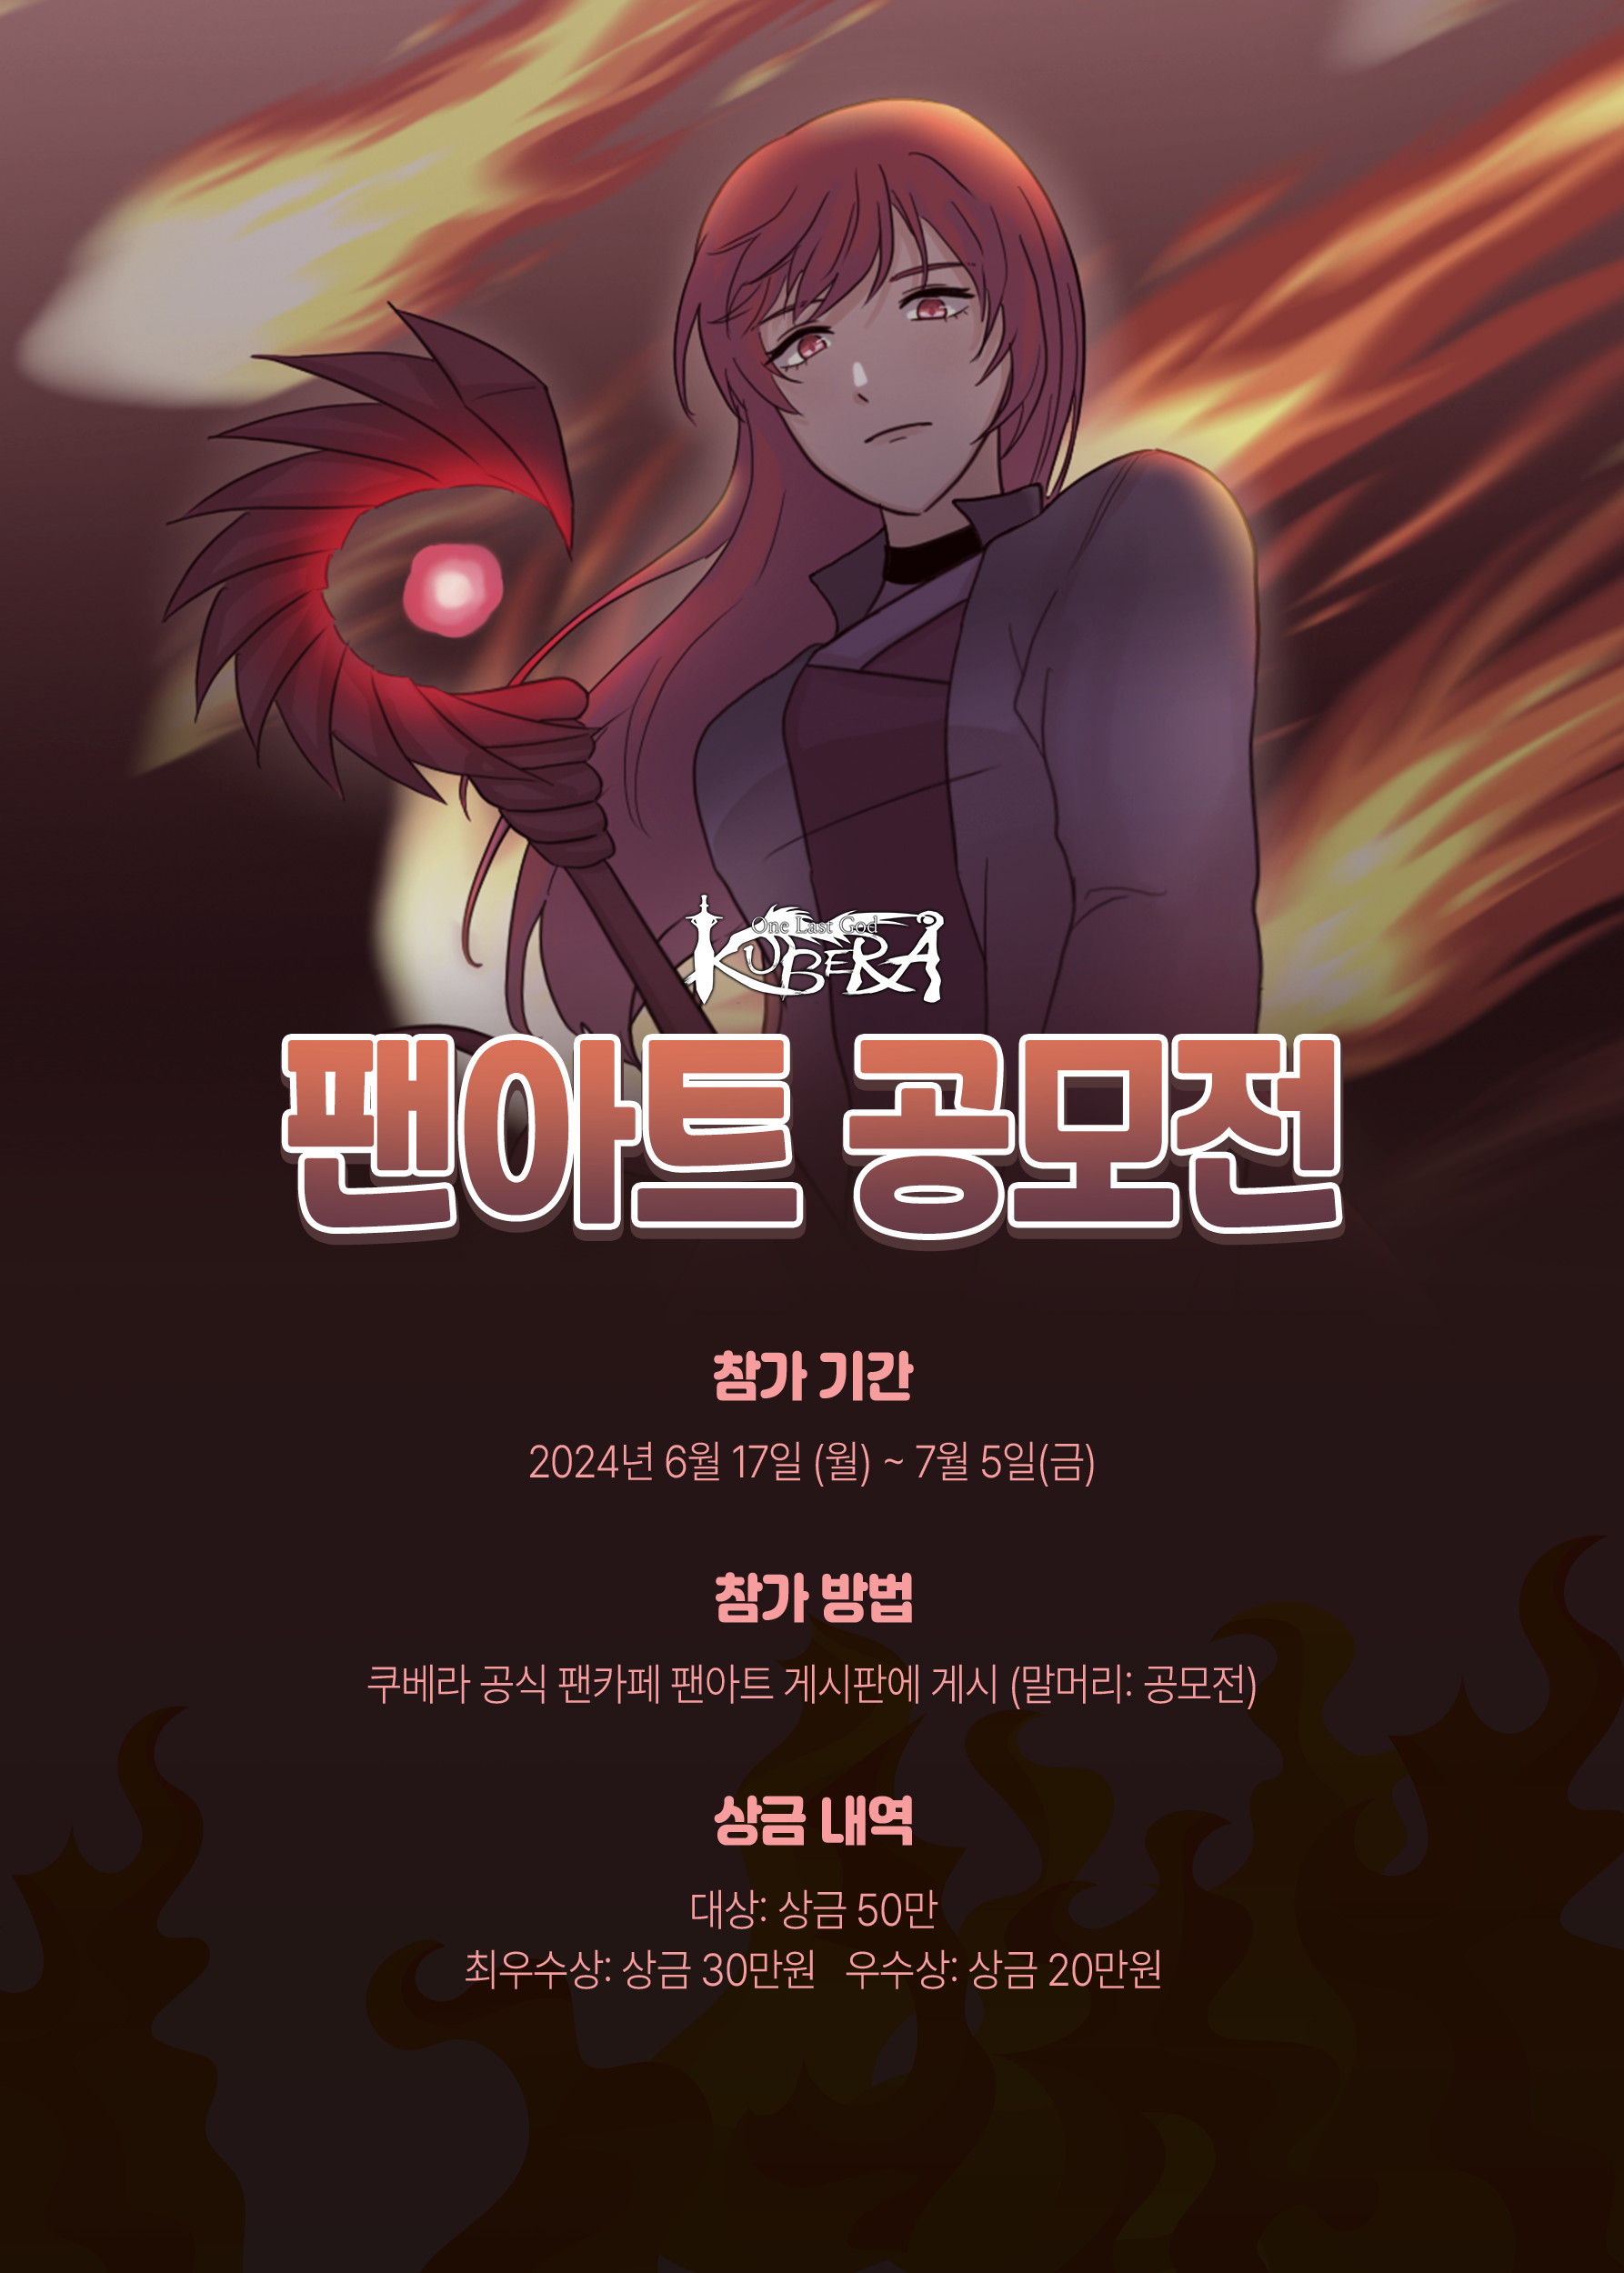 One Last God
KUBERA
팬아트 공모전
참가 기간
2024년 6월 17일 (월) ~ 7월 5일(금)
참가 방법
쿠베라 공식 팬카페 팬아트 게시판에 게시 (말머리: 공모전)
상금 내역
대상: 상금 50만
최우수상: 상금 30만원 우수상: 상금 20만원